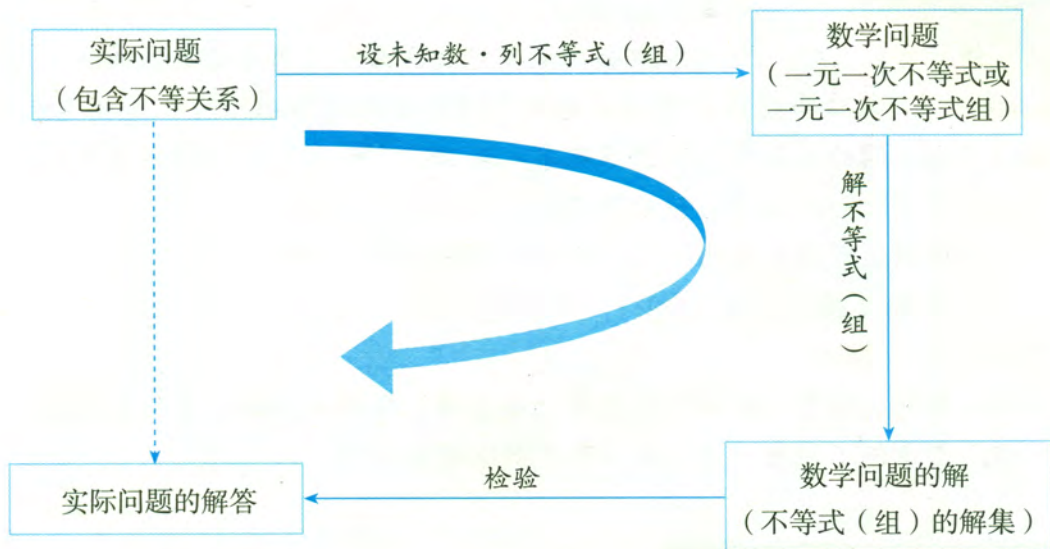 实际问题
（包含不等关系）
设未知数·列不等式（组）
数学问题
（一元一次不等式或
一元一次不等式组）
解不等式（组）
数学问题的解
（不等式（组）的解集）
检验
实际问题的解答